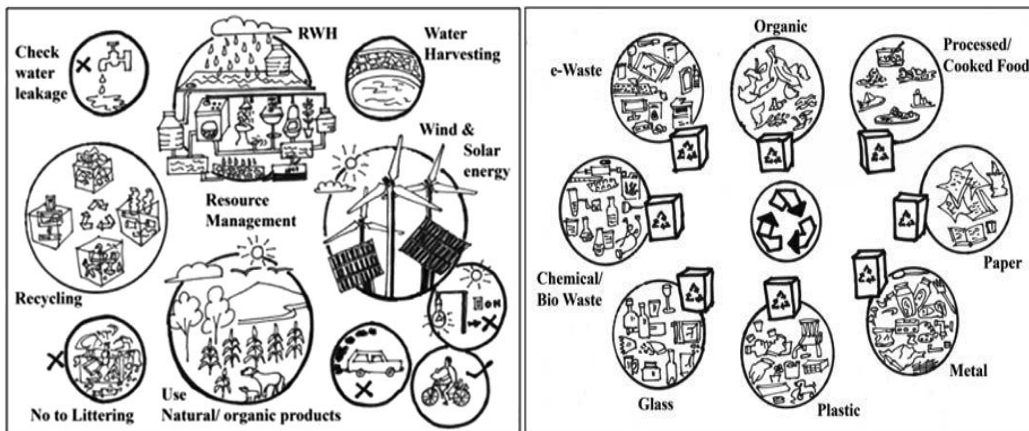 Check
water
leakage
RWH
Water
Harvesting
Wind &
Solar
energy
Resource
Management
Recycling
ON
No to Littering
Use
Natural/ organic products
Organic
e-Waste
Processed/
Cooked Food
Chemical/
Bio Waste
Paper
Glass
Plastic
Metal